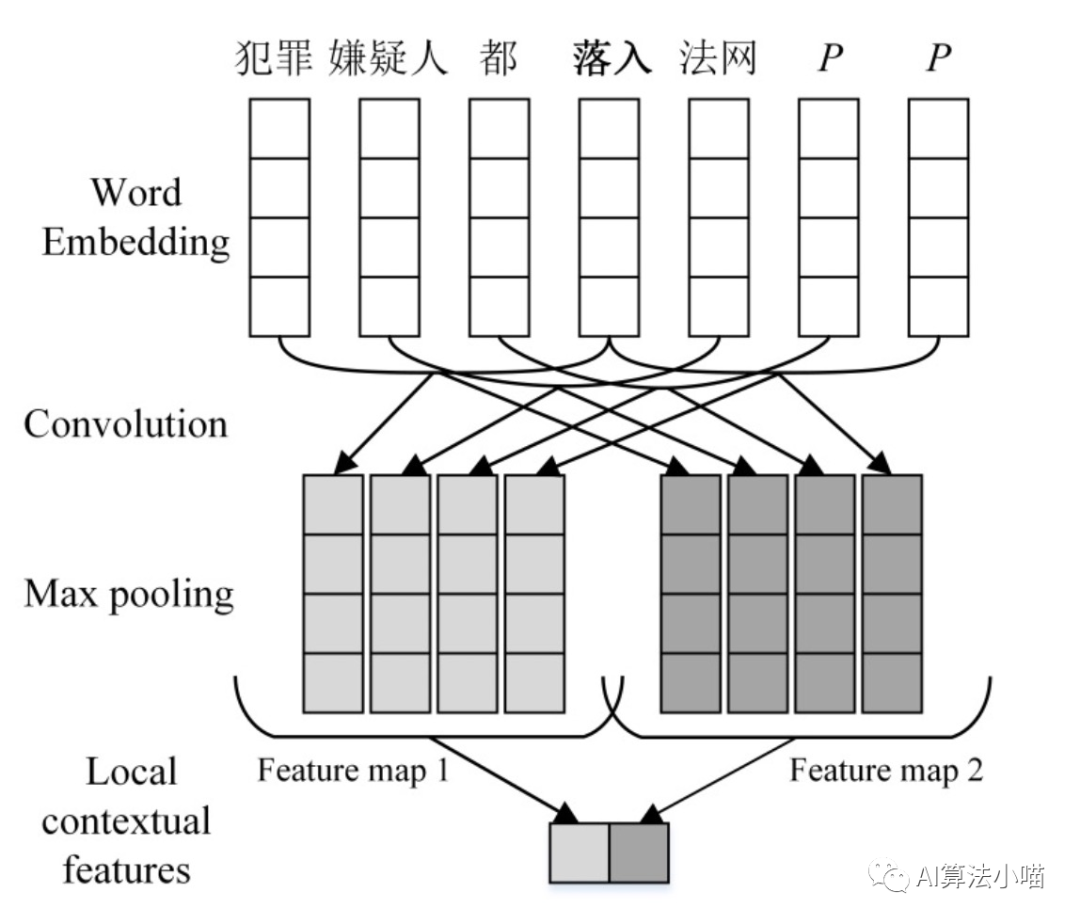 犯罪 嫌疑人 都 落入 法网 P P
Word
Embedding
Convolution
Max pooling
Feature map 1 Feature map 2
Local
contextual
features
AI算法小喵